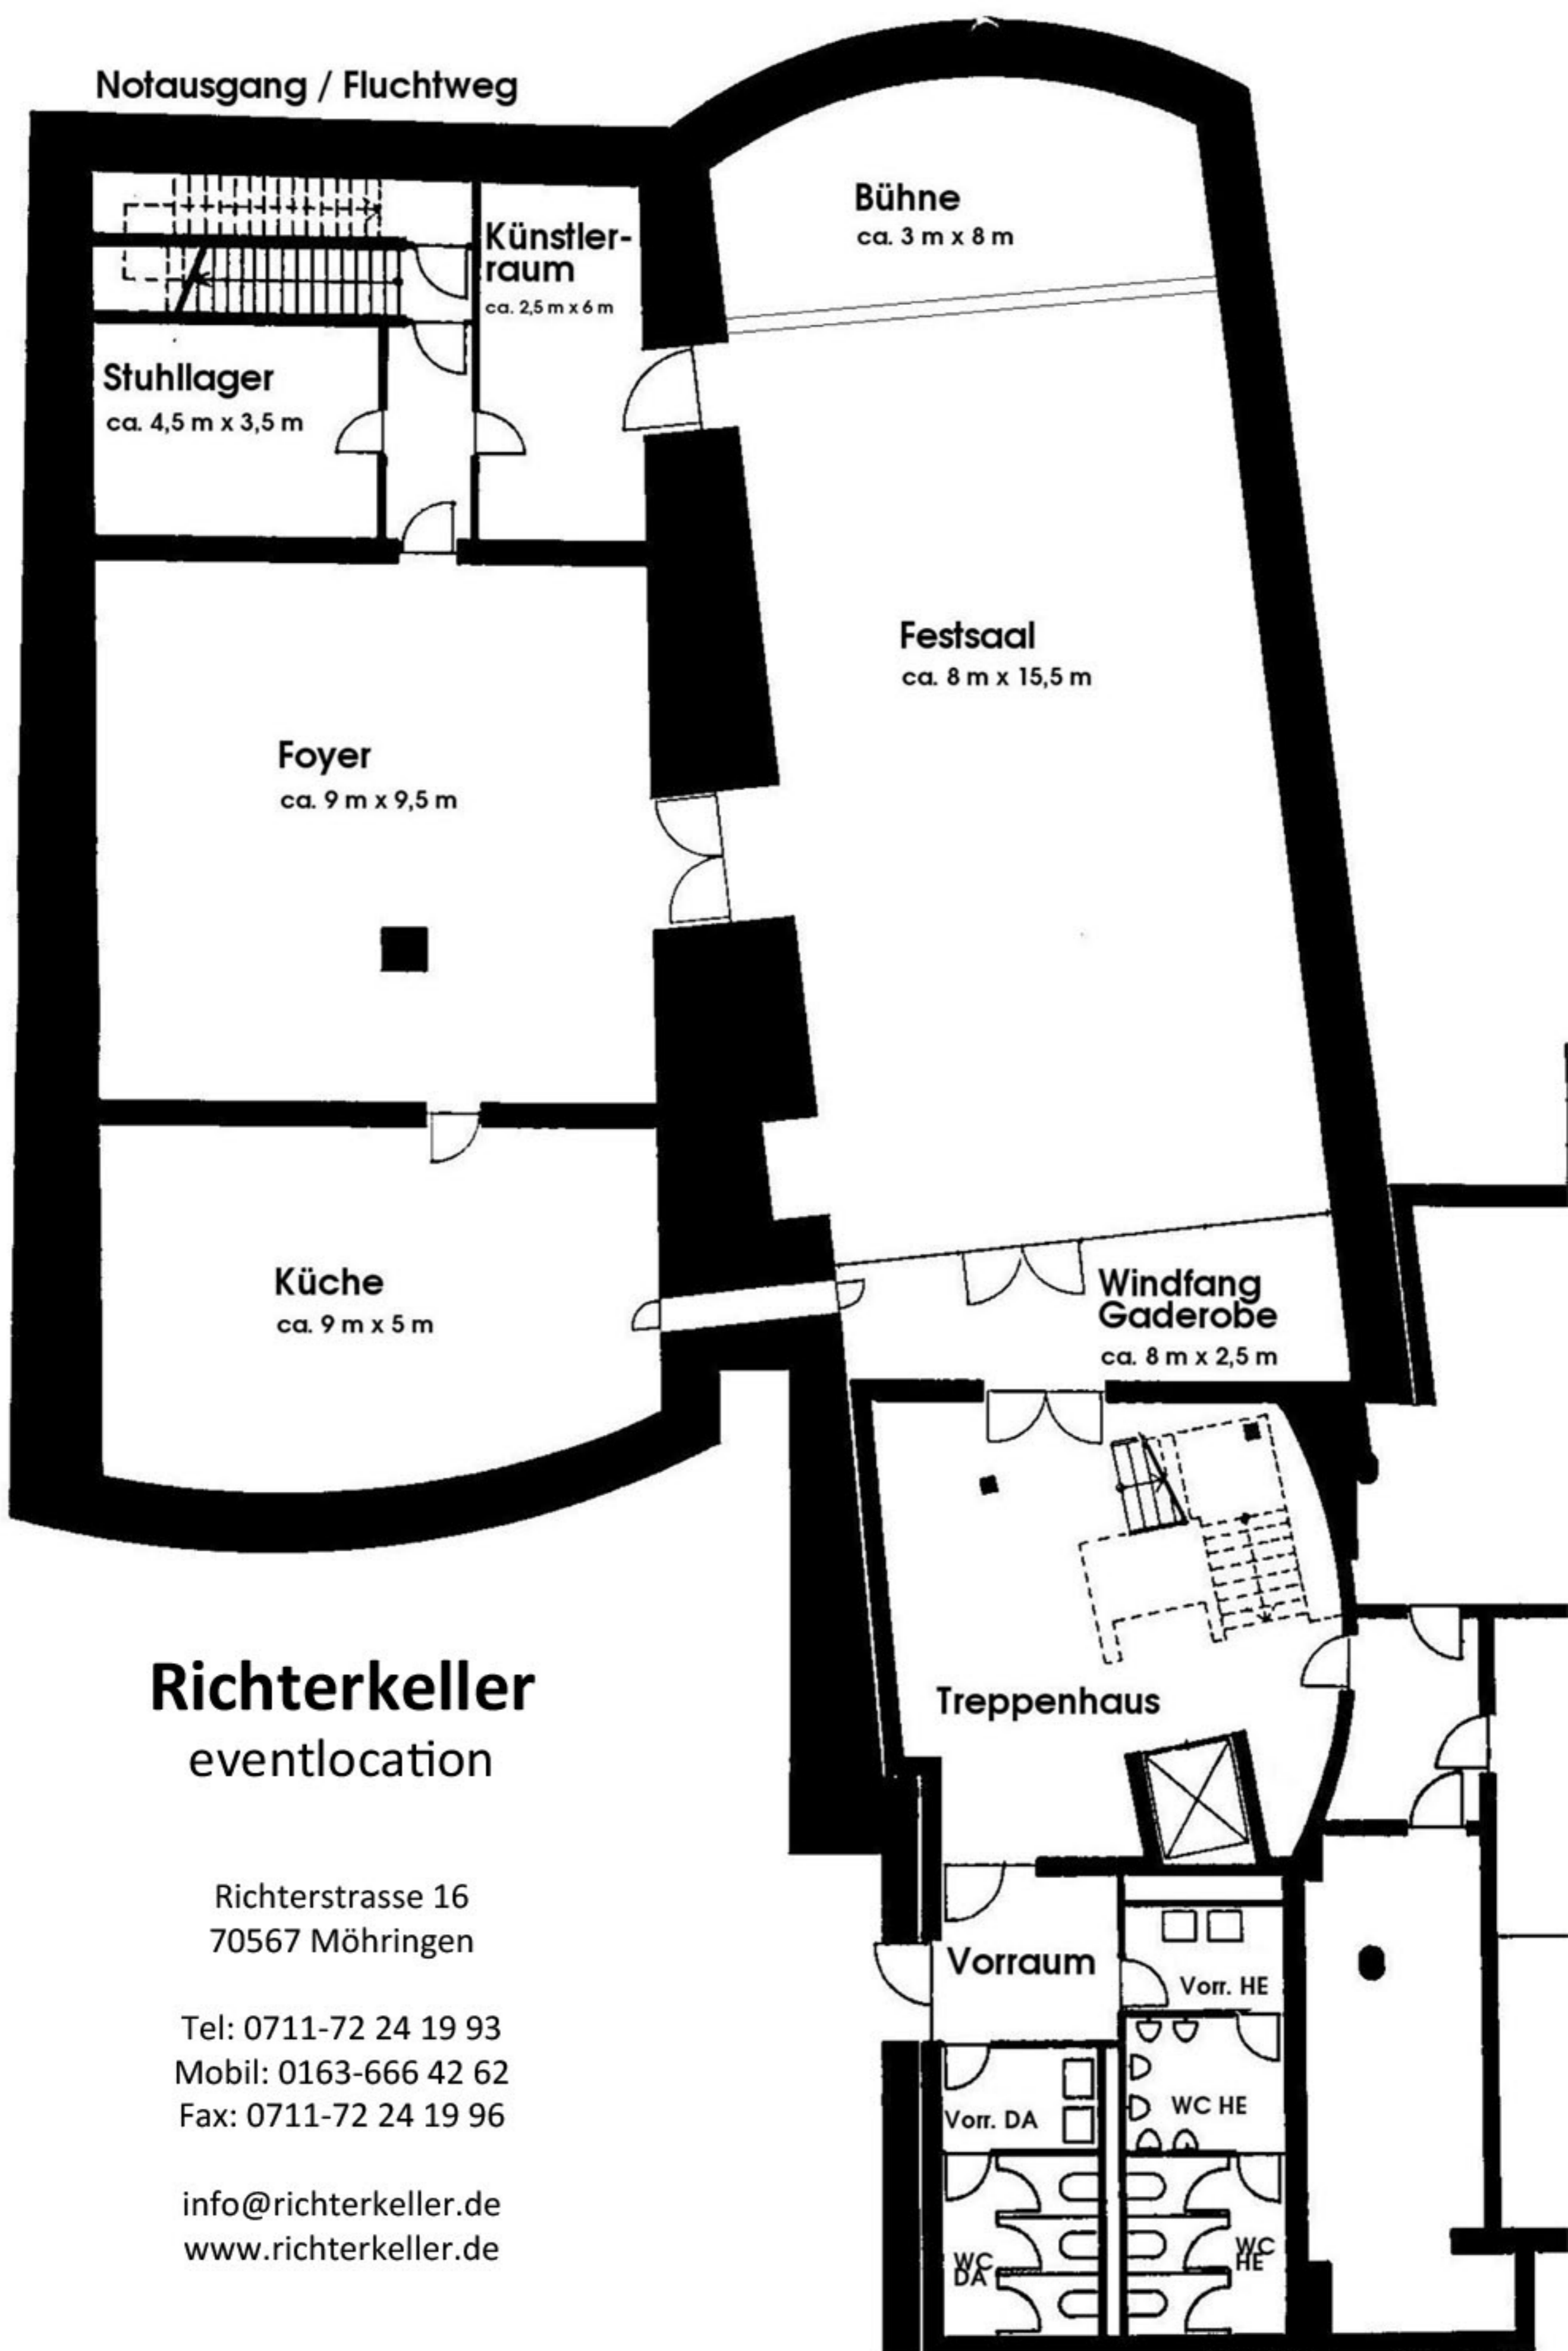 Notausgang / Fluchtweg
Bühne
ca. 3 m x 8 m
Künstler-
raum
ca. 2,5 m x 6 m
Stuhllager
ca. 4,5 m x 3,5 m
Festsaal
ca. 8 m x 15,5 m
Foyer
ca. 9 m x 9,5 m
Küche
ca. 9 m x 5 m
Windfang
Gaderobe
ca. 8 m x 2,5 m
Treppenhaus
Vorraum
Vorr. HE
WC HE
Vorr. DA
WC
DA
WC
HE
Richterkeller
eventlocation
Richterstrasse 16
70567 Möhringen
Tel: 0711-72 24 19 93
Mobil: 0163-666 42 62
Fax: 0711-72 24 19 96
info@richterkeller.de
www.richterkeller.de